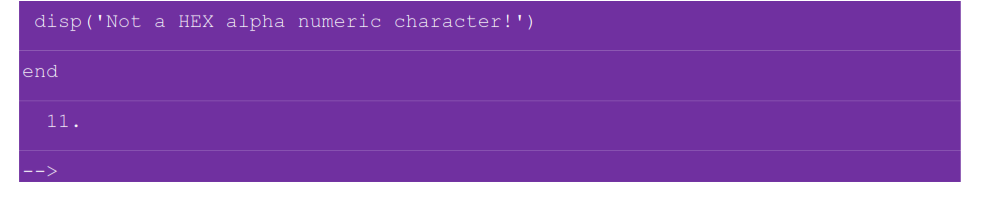 disp('Not a HEX alpha numeric character!')
end
11.
-->